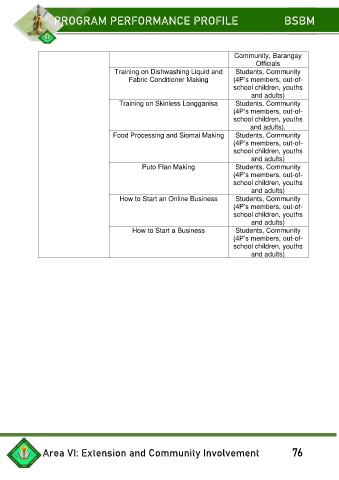 PROGRAM PERFORMANCE PROFILE BSBM
Community, Barangay
Officials
Training on Dishwashing Liquid and
Fabric Conditioner Making
Students, Community
(4P's members, out-of-
school children, youths
and adults)
Training on Skinless Longganisa
Students, Community
(4P's members, out-of-
school children, youths
and adults),
Food Processing and Siomai Making
Students, Community
(4P's members, out-of-
school children, youths
and adults)
Puto Flan Making
Students, Community
(4P's members, out-of-
school children, youths
and adults)
How to Start an Online Business
Students, Community
(4P's members, out-of-
school children, youths
and adults)
How to Start a Business
Students, Community
(4P's members, out-of-
school children, youths
and adults)
Area VI: Extension and Community Involvement 76